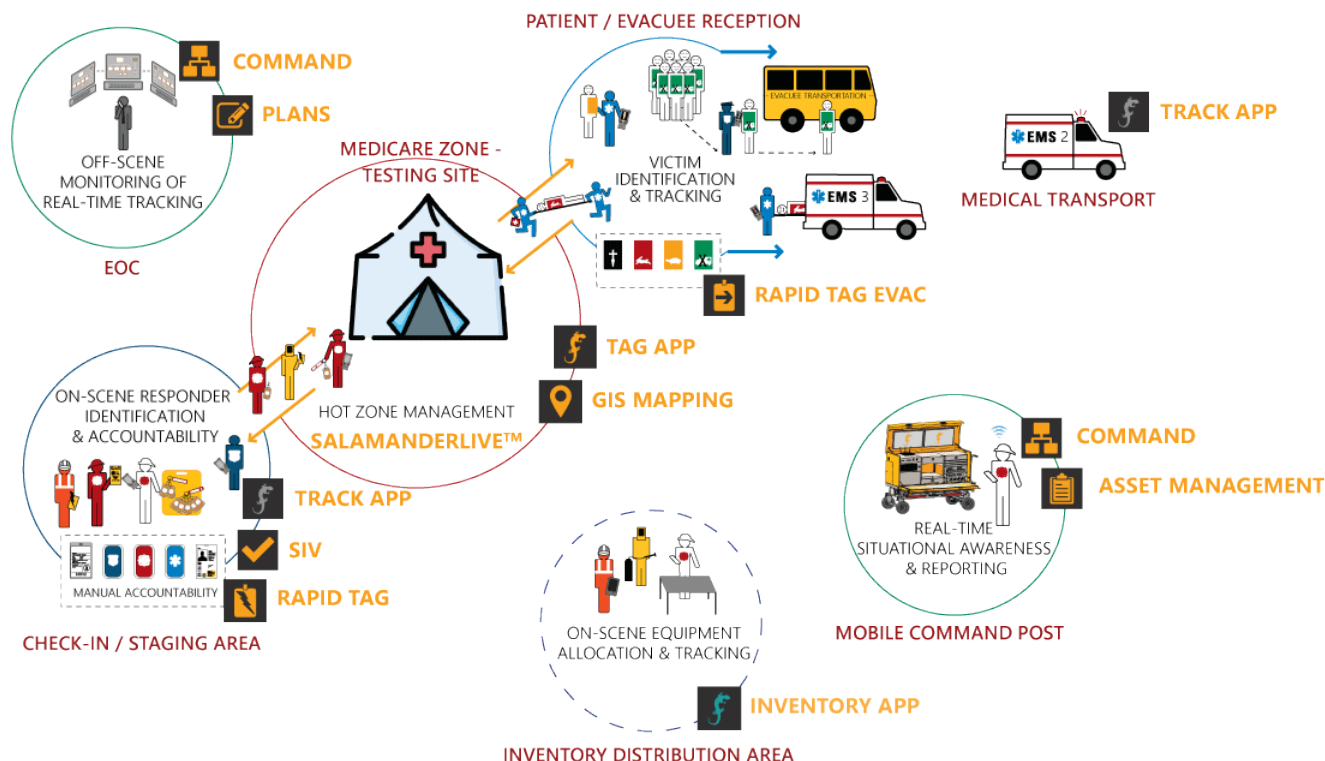 PATIENT / EVACUEE RECEPTION
COMMAND
PLANS
OFF-SCENE
MONITORING OF
REAL-TIME TRACKING
EOC
MEDICARE ZONE -
TESTING SITE
EVACUEE TRANSPORTATION
VICTIM
IDENTIFICATION
& TRACKING
EMS 3
RAPID TAG EVAC
EMS 2
TRACK APP
MEDICAL TRANSPORT
TAG APP
GIS MAPPING
HOT ZONE MANAGEMENT
SALAMANDERLIVE™
ON-SCENE RESPONDER
IDENTIFICATION
& ACCOUNTABILITY
TRACK APP
SIV
RAPID TAG
MANUAL ACCOUNTABILITY
CHECK-IN / STAGING AREA
ON-SCENE EQUIPMENT
ALLOCATION & TRACKING
INVENTORY APP
INVENTORY DISTRIBUTION AREA
COMMAND
ASSET MANAGEMENT
REAL-TIME
SITUATIONAL AWARENESS
& REPORTING
MOBILE COMMAND POST